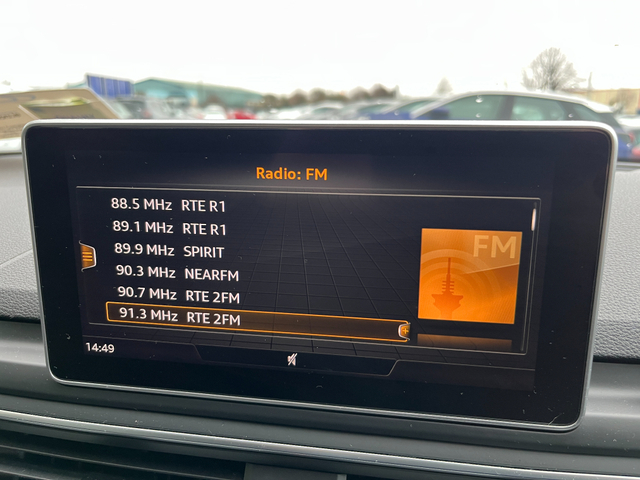 Radio: FM
88.5 MHz RTE R1
89.1 MHz RTE R1
89.9 MHz SPIRIT
90.3 MHz NEARFM
90.7 MHz RTE 2FM
91.3 MHz RTE 2FM
FM
14:49